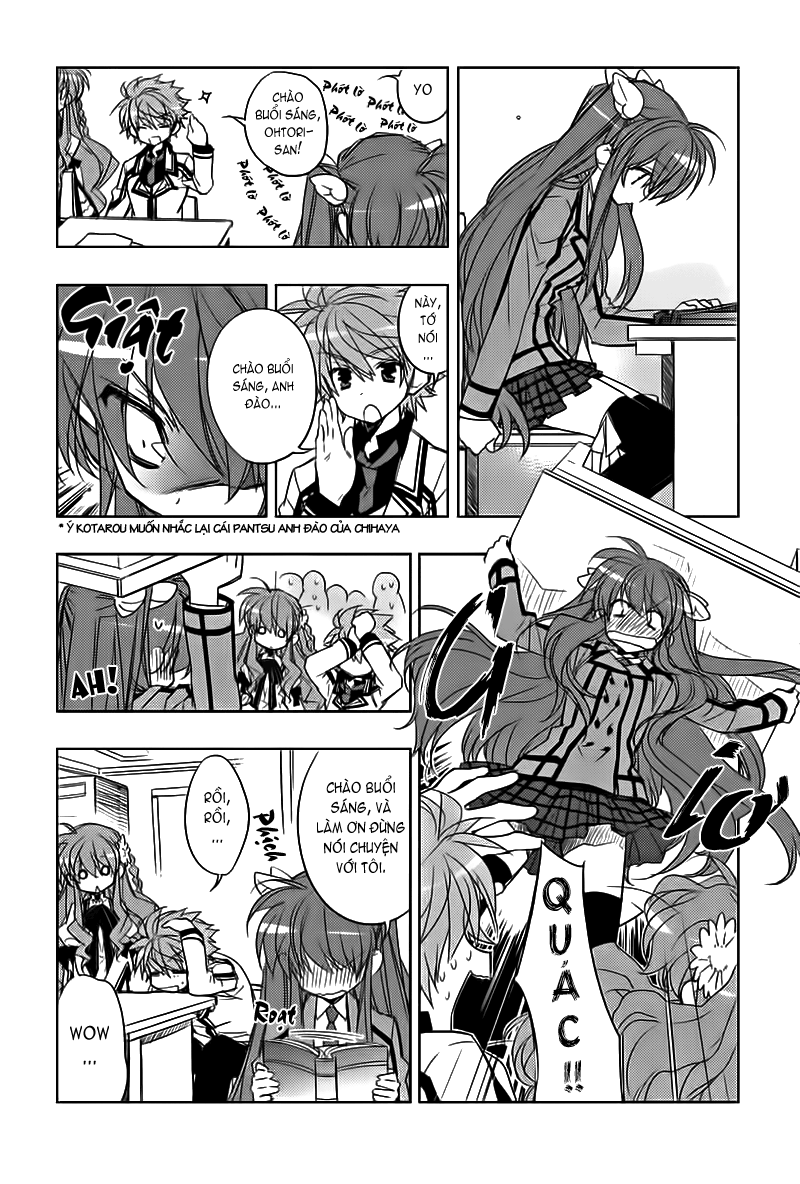 YO
CHÀO
BUỔI
SÁNG,
OHTORI-
SAN!
Phớt lờ
Phớt lờ
Phớt lờ
Phớt lờ
Phớt lờ
Phớt lờ
Phớt lờ
NÀY,
TỚ
NÓI
...
CHÀO BUỔI
SÁNG, ANH
ĐÀO...
Giật
* Ý KOTAROU MUỐN NHẮC LẠI CÁI PANTSU ANH ĐÀO CỦA CHIHAYA
AH!
QUÁC!!
CHÀO BUỔI
SÁNG, VÀ
LÀM ƠN ĐỪNG
NÓI CHUYỆN
VỚI TÔI.
RỒI,
RỒI,
...
Phịch
Roạt
WOW
...